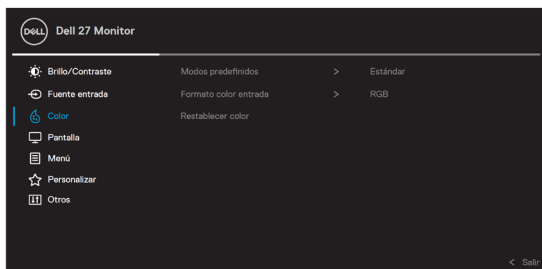 DELL Dell 27 Monitor
Brillo/Contraste Modos predefinidos > Estándar
Fuente entrada Formato color entrada > RGB
Color Restablecer color
Pantalla
Menú
Personalizar
Otros
< Salir